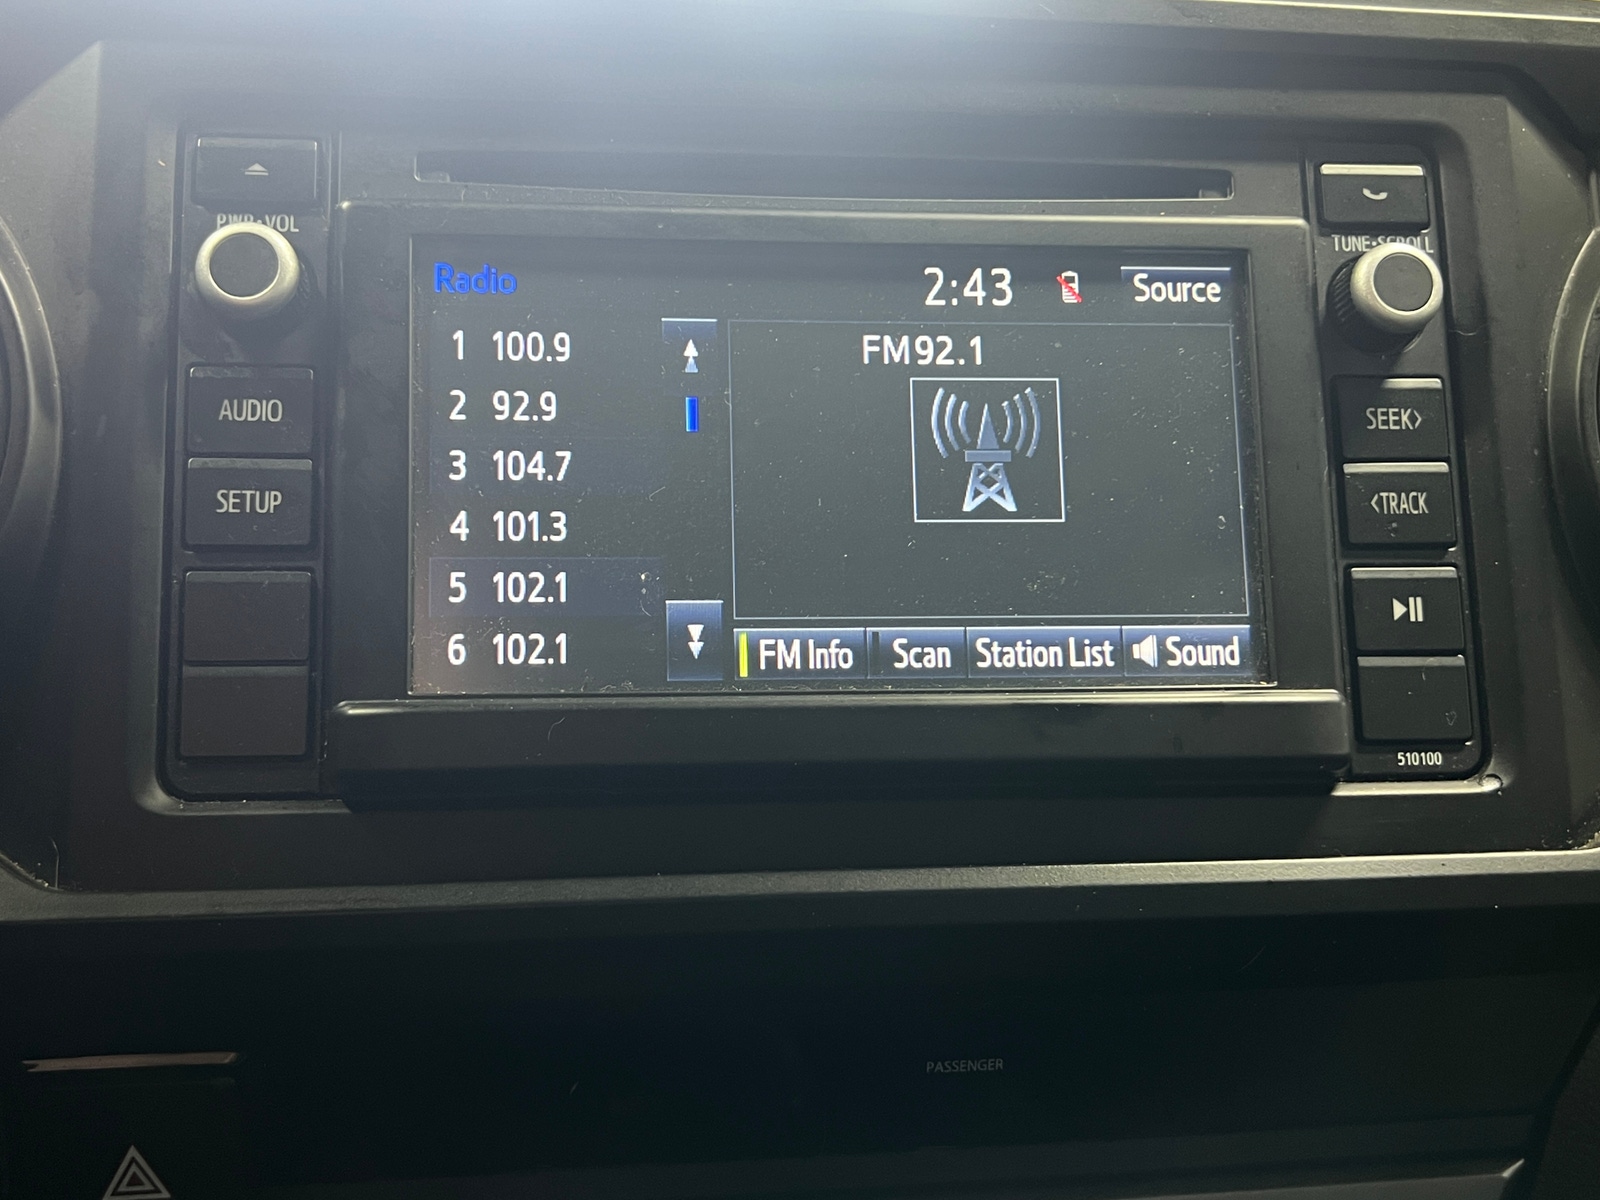 PWR•VOL
TUNE•SCROLL
Radio
2:43
Source
1 100.9
2 92.9
3 104.7
4 101.3
5 102.1
6 102.1
FM92.1
FM Info
Scan
Station List
Sound
AUDIO
SETUP
SEEK>
<TRACK
510100
PASSENGER